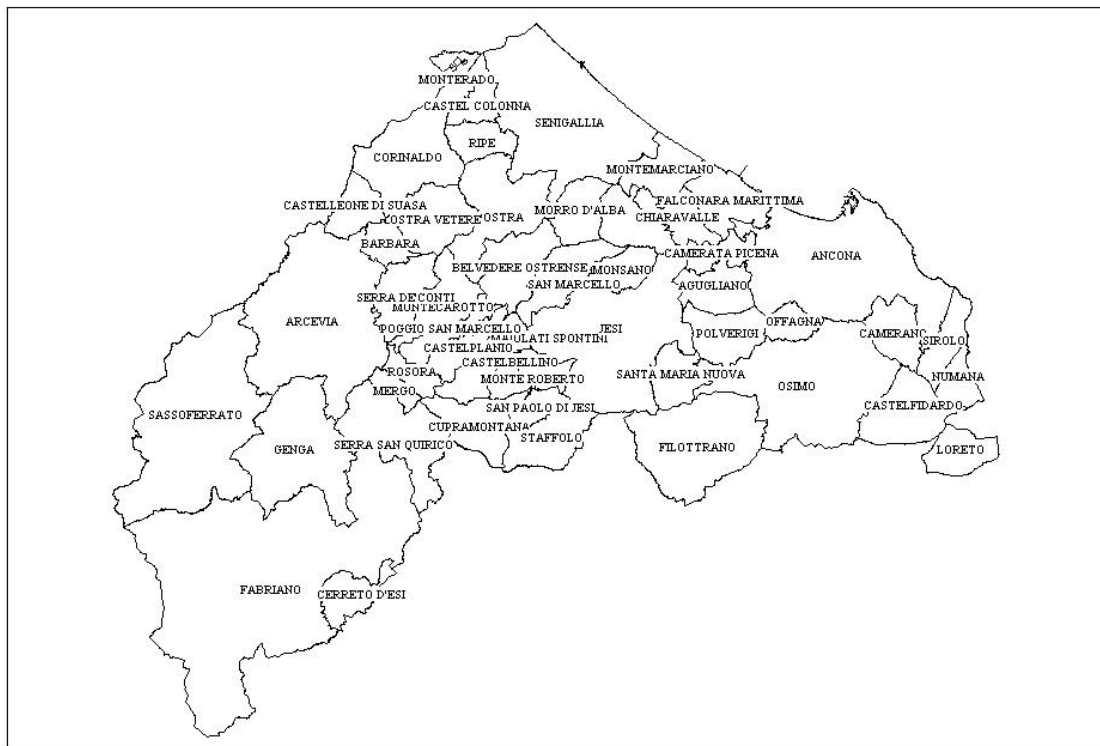 MONTERADO
CASTEL COLONNA
SENIGALLIA
RIPE
CORINALDO
MONTEMARCIANO
FALCONARA MARITTIMA
CASTELLEONE DI SUASA
OSTRA VETERE
OSTRA
MORRO D'ALBA
CHIARAVALLE
BARBARA
CAMERATA PICENA
ANCONA
BELVEDERE OSTRENSE
MONSANO
SAN MARCELLO
AGUGLIANO
SERRA DE'CONTI
MONTECAROTTO
ARCEVIA
POGGIO SAN MARCELLO
JESI
POLVERIGI
OFFAGNA
CAMERANO
SIROLO
MAIOLATI SPONTINI
CASTELPLANIO
CASTELBELLINO
ROSORA
MONTE ROBERTO
SANTA MARIA NUOVA
NUMANA
MERGO
OSIMO
SASSOFERRATO
SAN PAOLO DI JESI
CASTELFIDARDO
CUPRAMONTANA
STAFFOLO
GENGA
SERRA SAN QUIRICO
FILOTTRANO
LORETO
FABRIANO
CERRETO D'ESI